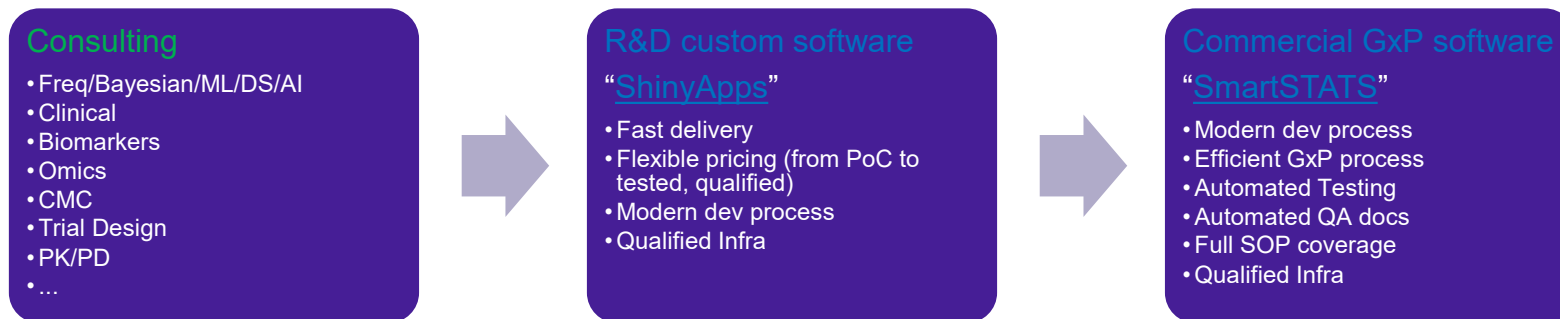 Consulting
• Freq/Bayesian/ML/DS/AI
• Clinical
• Biomarkers
• Omics
• CMC
• Trial Design
• PK/PD
• ...
R&D custom software
“ShinyApps”
• Fast delivery
• Flexible pricing (from PoC to
tested, qualified)
• Modern dev process
• Qualified Infra
Commercial GxP software
“SmartSTATS”
• Modern dev process
• Efficient GxP process
• Automated Testing
• Automated QA docs
• Full SOP coverage
• Qualified Infra